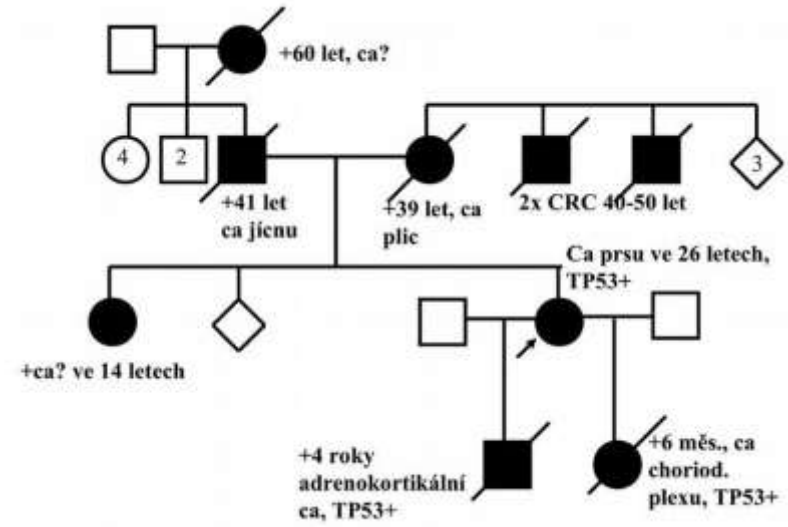 +60 let, ca?
4
2
3
+41 let
ca jícnu
+39 let, ca
plic
2x CRC 40-50 let
Ca prsu ve 26 letech,
TP53+
+ca? ve 14 letech
+4 roky
adrenokortikální
ca, TP53+
+6 měs., ca
choriod.
plexu, TP53+